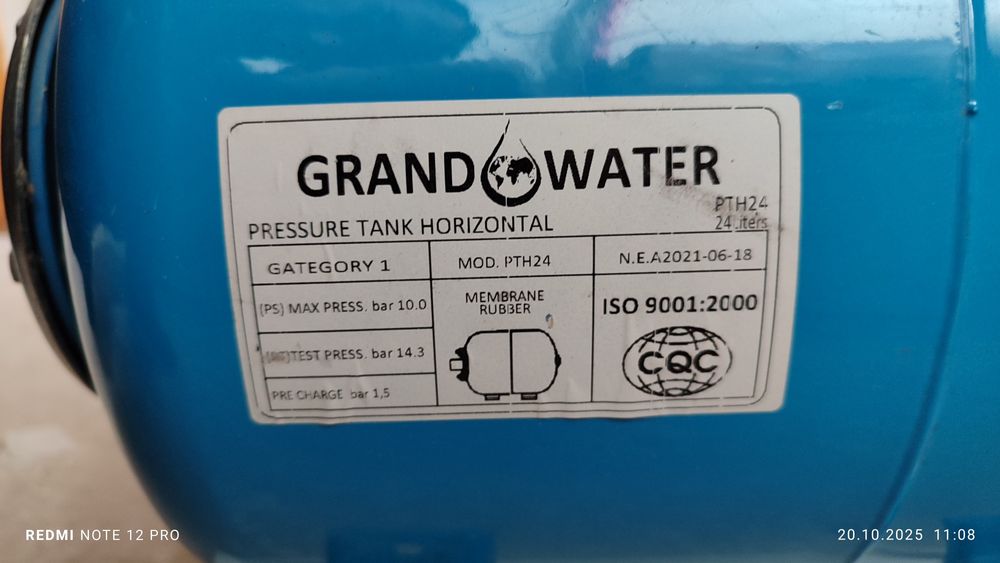 GRAND WATER
PTH24
PRESSURE TANK HORIZONTAL
24 Liters
GATEGORY 1
MOD. PTH24
N.E.A2021-06-18
(PS) MAX PRESS. bar 10.0
MEMBRANE
RUBBER
ISO 9001:2000
TEST PRESS. bar 14.3
CQC
PRE CHARGE bar 1,5
REDMI NOTE 12 PRO
20.10.2025 11:08